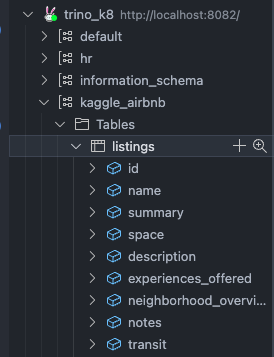 trino_k8 http://localhost:8082/
default
hr
information_schema
kaggle_airbnb
Tables
listings
id
name
summary
space
description
experiences_offered
neighborhood_overvi...
notes
transit